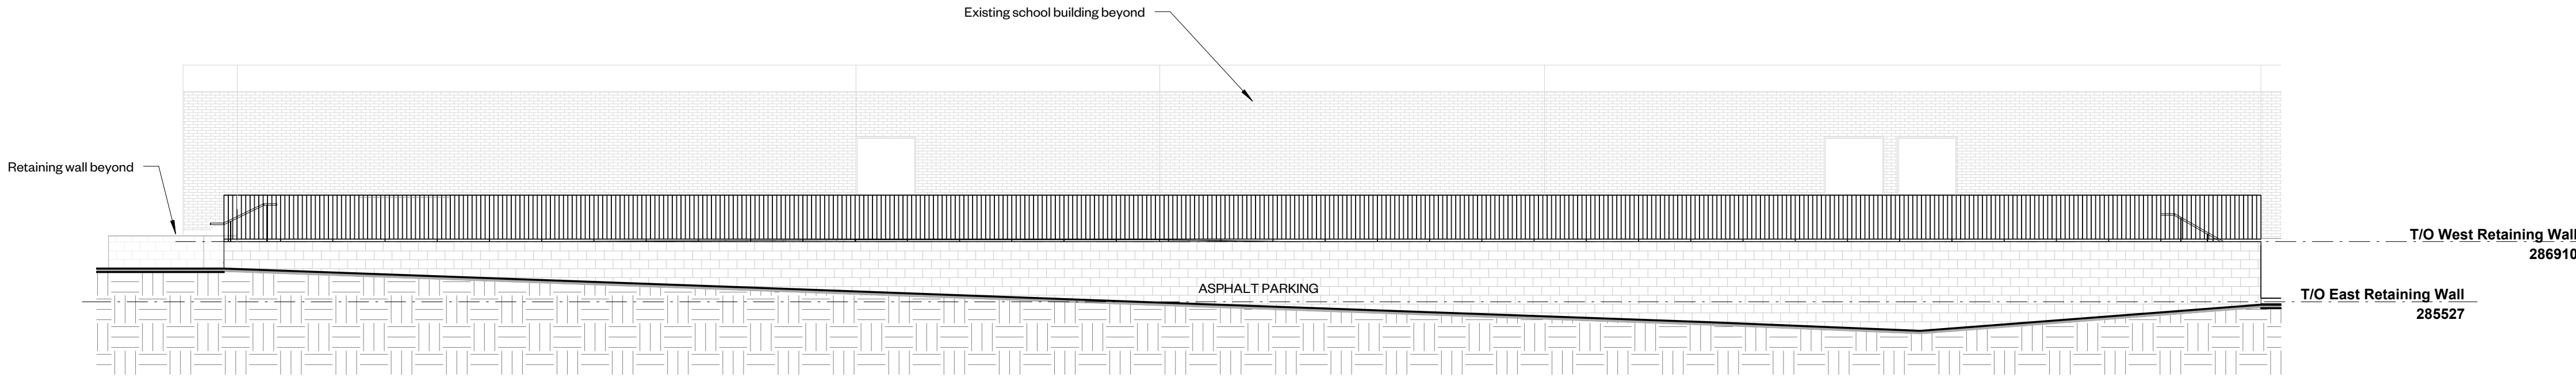 Existing school building beyond
Retaining wall beyond
T/O West Retaining Wall
286910
ASPHALT PARKING
T/O East Retaining Wall
285527